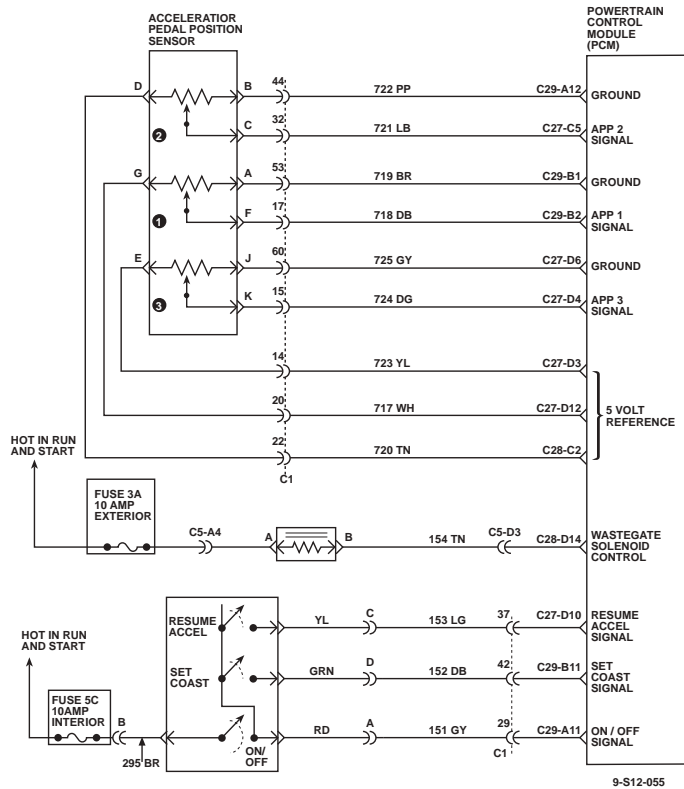 POWERTRAIN
CONTROL
MODULE
(PCM)
ACCELERATIOR
PEDAL POSITION
SENSOR
D
B
44
722 PP
C29-A12
GROUND
2
C
32
721 LB
C27-C5
APP 2
SIGNAL
G
A
53
719 BR
C29-B1
GROUND
1
F
17
718 DB
C29-B2
APP 1
SIGNAL
E
J
60
725 GY
C27-D6
GROUND
3
K
15
724 DG
C27-D4
APP 3
SIGNAL
14
723 YL
C27-D3
20
717 WH
C27-D12
5 VOLT
REFERENCE
22
720 TN
C28-C2
C1
HOT IN RUN
AND START
FUSE 3A
10 AMP
EXTERIOR
C5-A4
A
B
154 TN
C5-D3
C28-D14
WASTEGATE
SOLENOID
CONTROL
RESUME
ACCEL
YL
C
153 LG
37
C27-D10
RESUME
ACCEL
SIGNAL
HOT IN RUN
AND START
SET
COAST
GRN
D
152 DB
42
C29-B11
SET
COAST
SIGNAL
FUSE 5C
10AMP
INTERIOR
B
295 BR
ON/
OFF
RD
A
151 GY
29
C1
C29-A11
ON / OFF
SIGNAL
9-S12-055